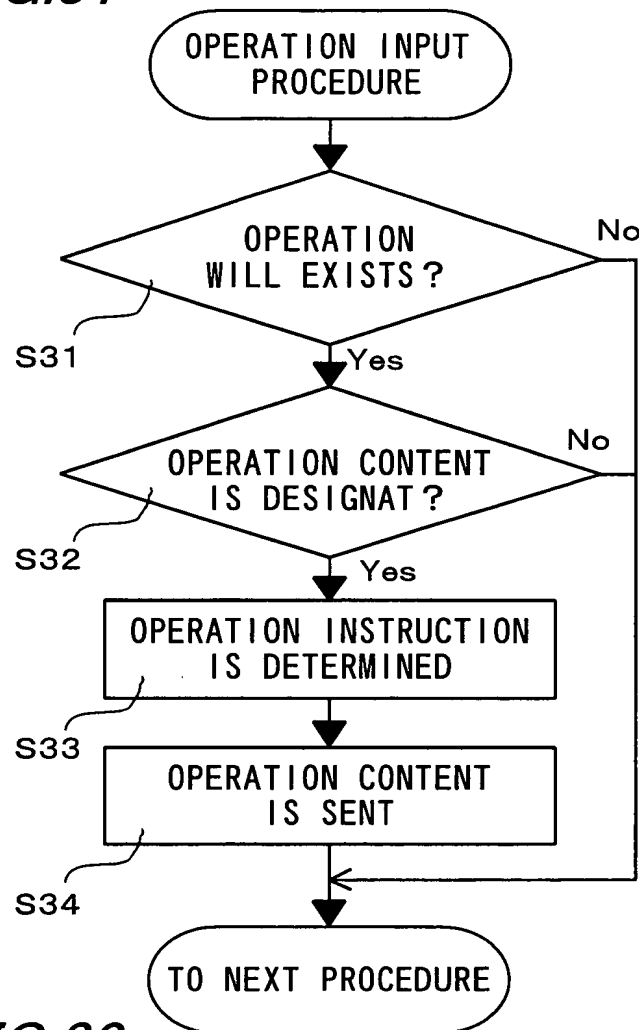 OPERATION INPUT
PROCEDURE
OPERATION
WILL EXISTS?
No
S31
Yes
OPERATION CONTENT
IS DESIGNAT?
No
S32
Yes
OPERATION INSTRUCTION
IS DETERMINED
S33
OPERATION CONTENT
IS SENT
S34
TO NEXT PROCEDURE